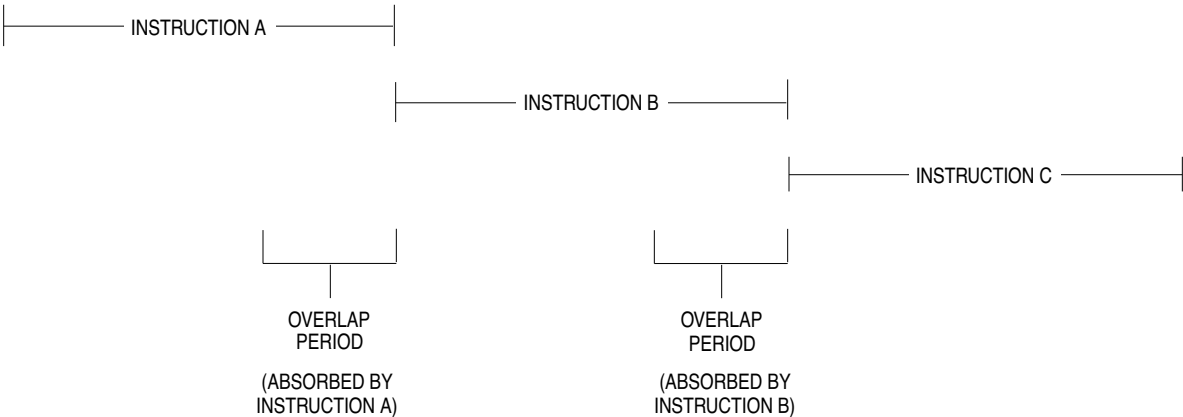 INSTRUCTION A
INSTRUCTION B
INSTRUCTION C
OVERLAP
PERIOD
(ABSORBED BY
INSTRUCTION A)
OVERLAP
PERIOD
(ABSORBED BY
INSTRUCTION B)